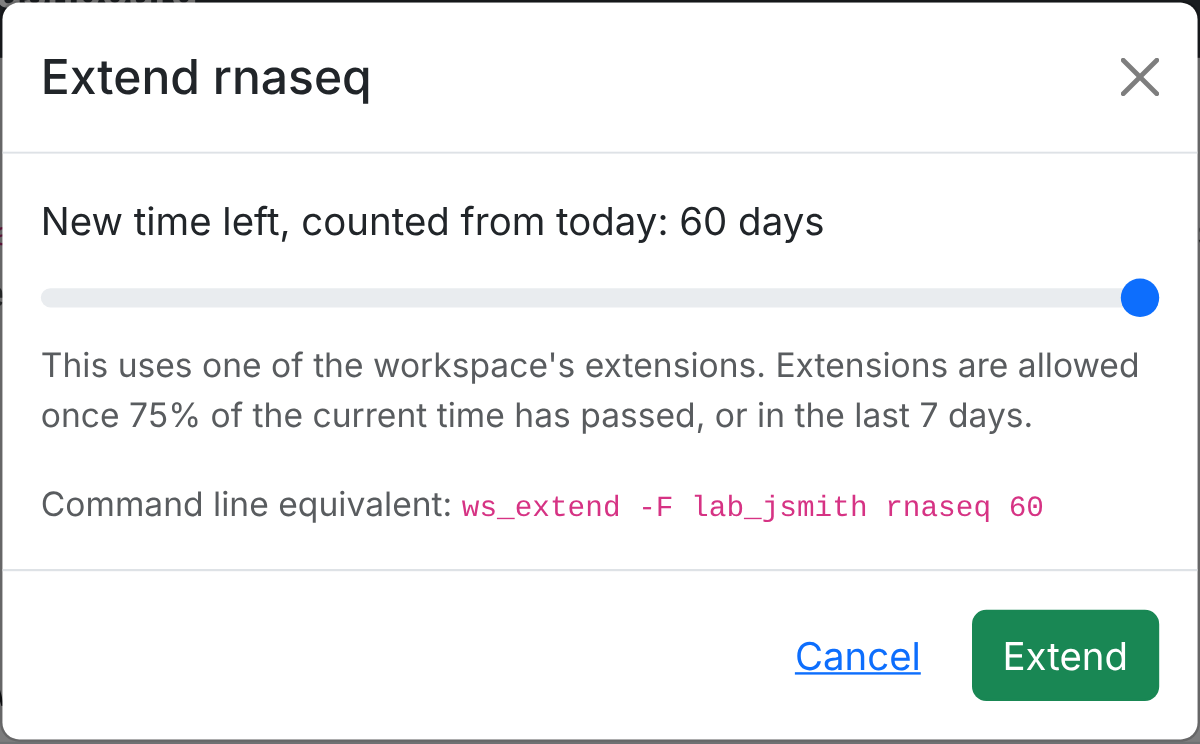 Extend rnaseq
New time left, counted from today: 60 days
This uses one of the workspace's extensions. Extensions are allowed
once 75% of the current time has passed, or in the last 7 days.
Command line equivalent: ws_extend -F lab_jsmith rnaseq 60
Cancel
Extend